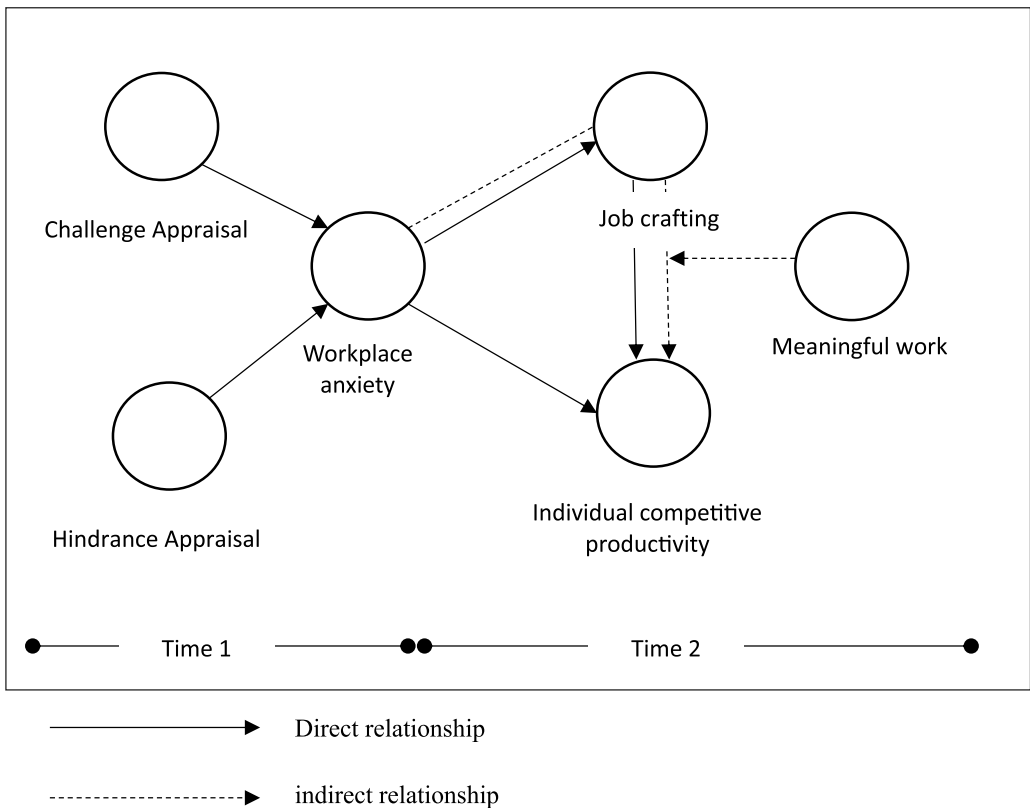 Challenge Appraisal
Job crafting
Workplace
anxiety
Meaningful work
Hindrance Appraisal
Individual competitive
productivity
Time 1
Time 2
Direct relationship
indirect relationship